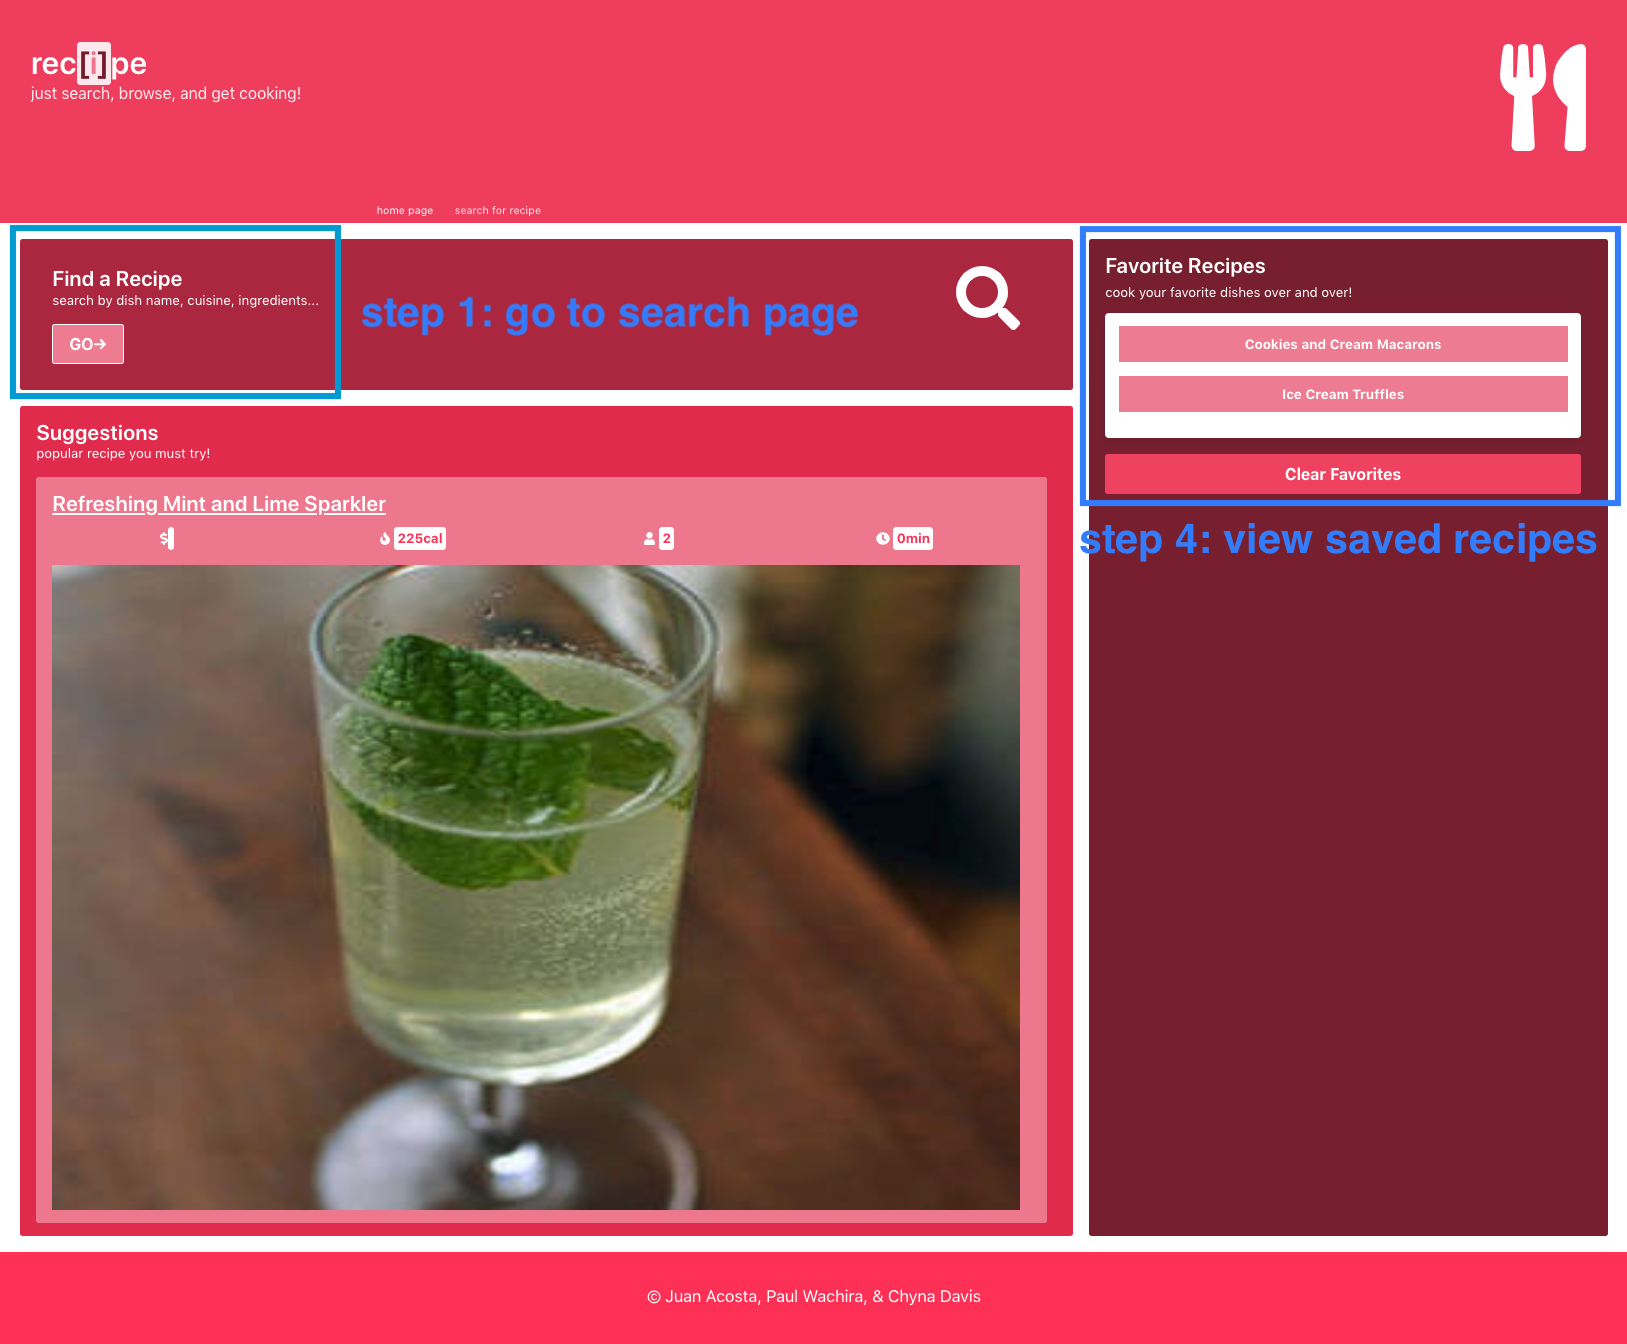 rec[i]pe
just search, browse, and get cooking!
home page search for recipe
Find a Recipe
search by dish name, cuisine, ingredients...
GO→
step 1: go to search page
Suggestions
popular recipe you must try!
Refreshing Mint and Lime Sparkler
$ 225cal 2 0min
Favorite Recipes
cook your favorite dishes over and over!
Cookies and Cream Macarons
Ice Cream Truffles
Clear Favorites
step 4: view saved recipes
© Juan Acosta, Paul Wachira, & Chyna Davis